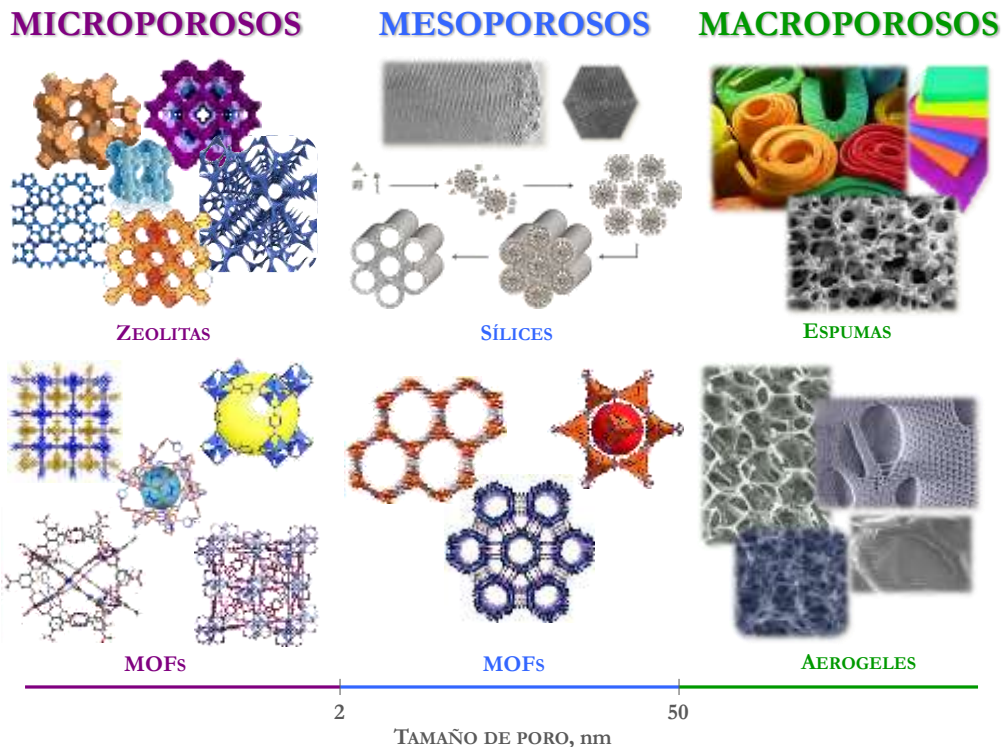 MICROPOROSOS
MESOPOROSOS
MACROPOROSOS
ZEOLITAS
SÍLICES
ESPUMAS
MOFS
MOFS
AEROGELES
2
50
TAMAÑO DE PORO, nm